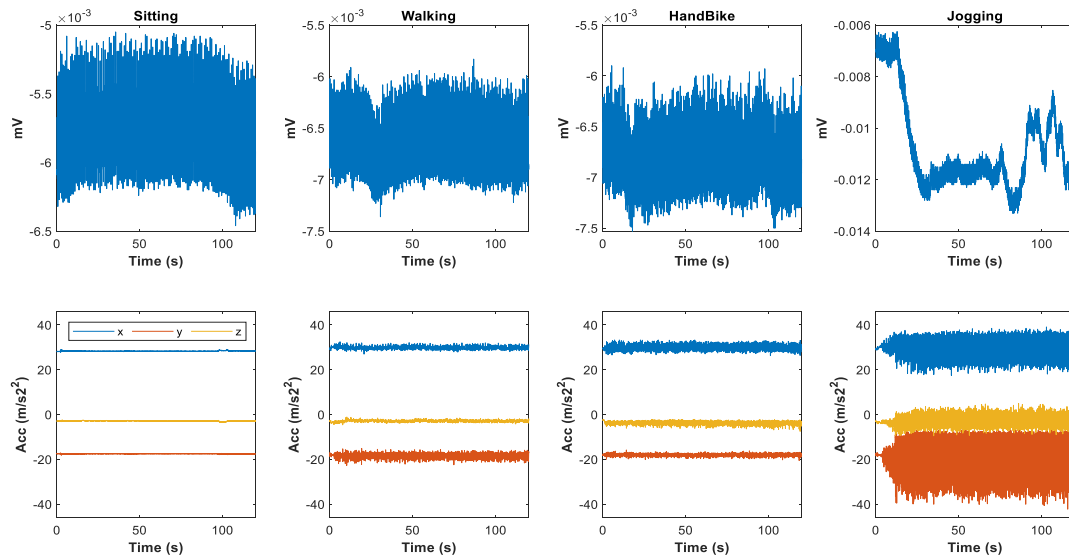 Sitting Walking HandBike Jogging
×10⁻³ ×10⁻³ ×10⁻³
-5 -5.5 -6 -6.5
mV
0 50 100
Time (s)
-5.5 -6 -6.5 -7 -7.5
mV
0 50 100
Time (s)
-5.5 -6 -6.5 -7 -7.5
mV
0 50 100
Time (s)
-0.006 -0.008 -0.01 -0.012 -0.014
mV
0 50 100
Time (s)
40 20 0 -20 -40
Acc (m/s2²)
x y z
0 50 100
Time (s)
40 20 0 -20 -40
Acc (m/s2²)
0 50 100
Time (s)
40 20 0 -20 -40
Acc (m/s2²)
0 50 100
Time (s)
40 20 0 -20 -40
Acc (m/s2²)
0 50 100
Time (s)